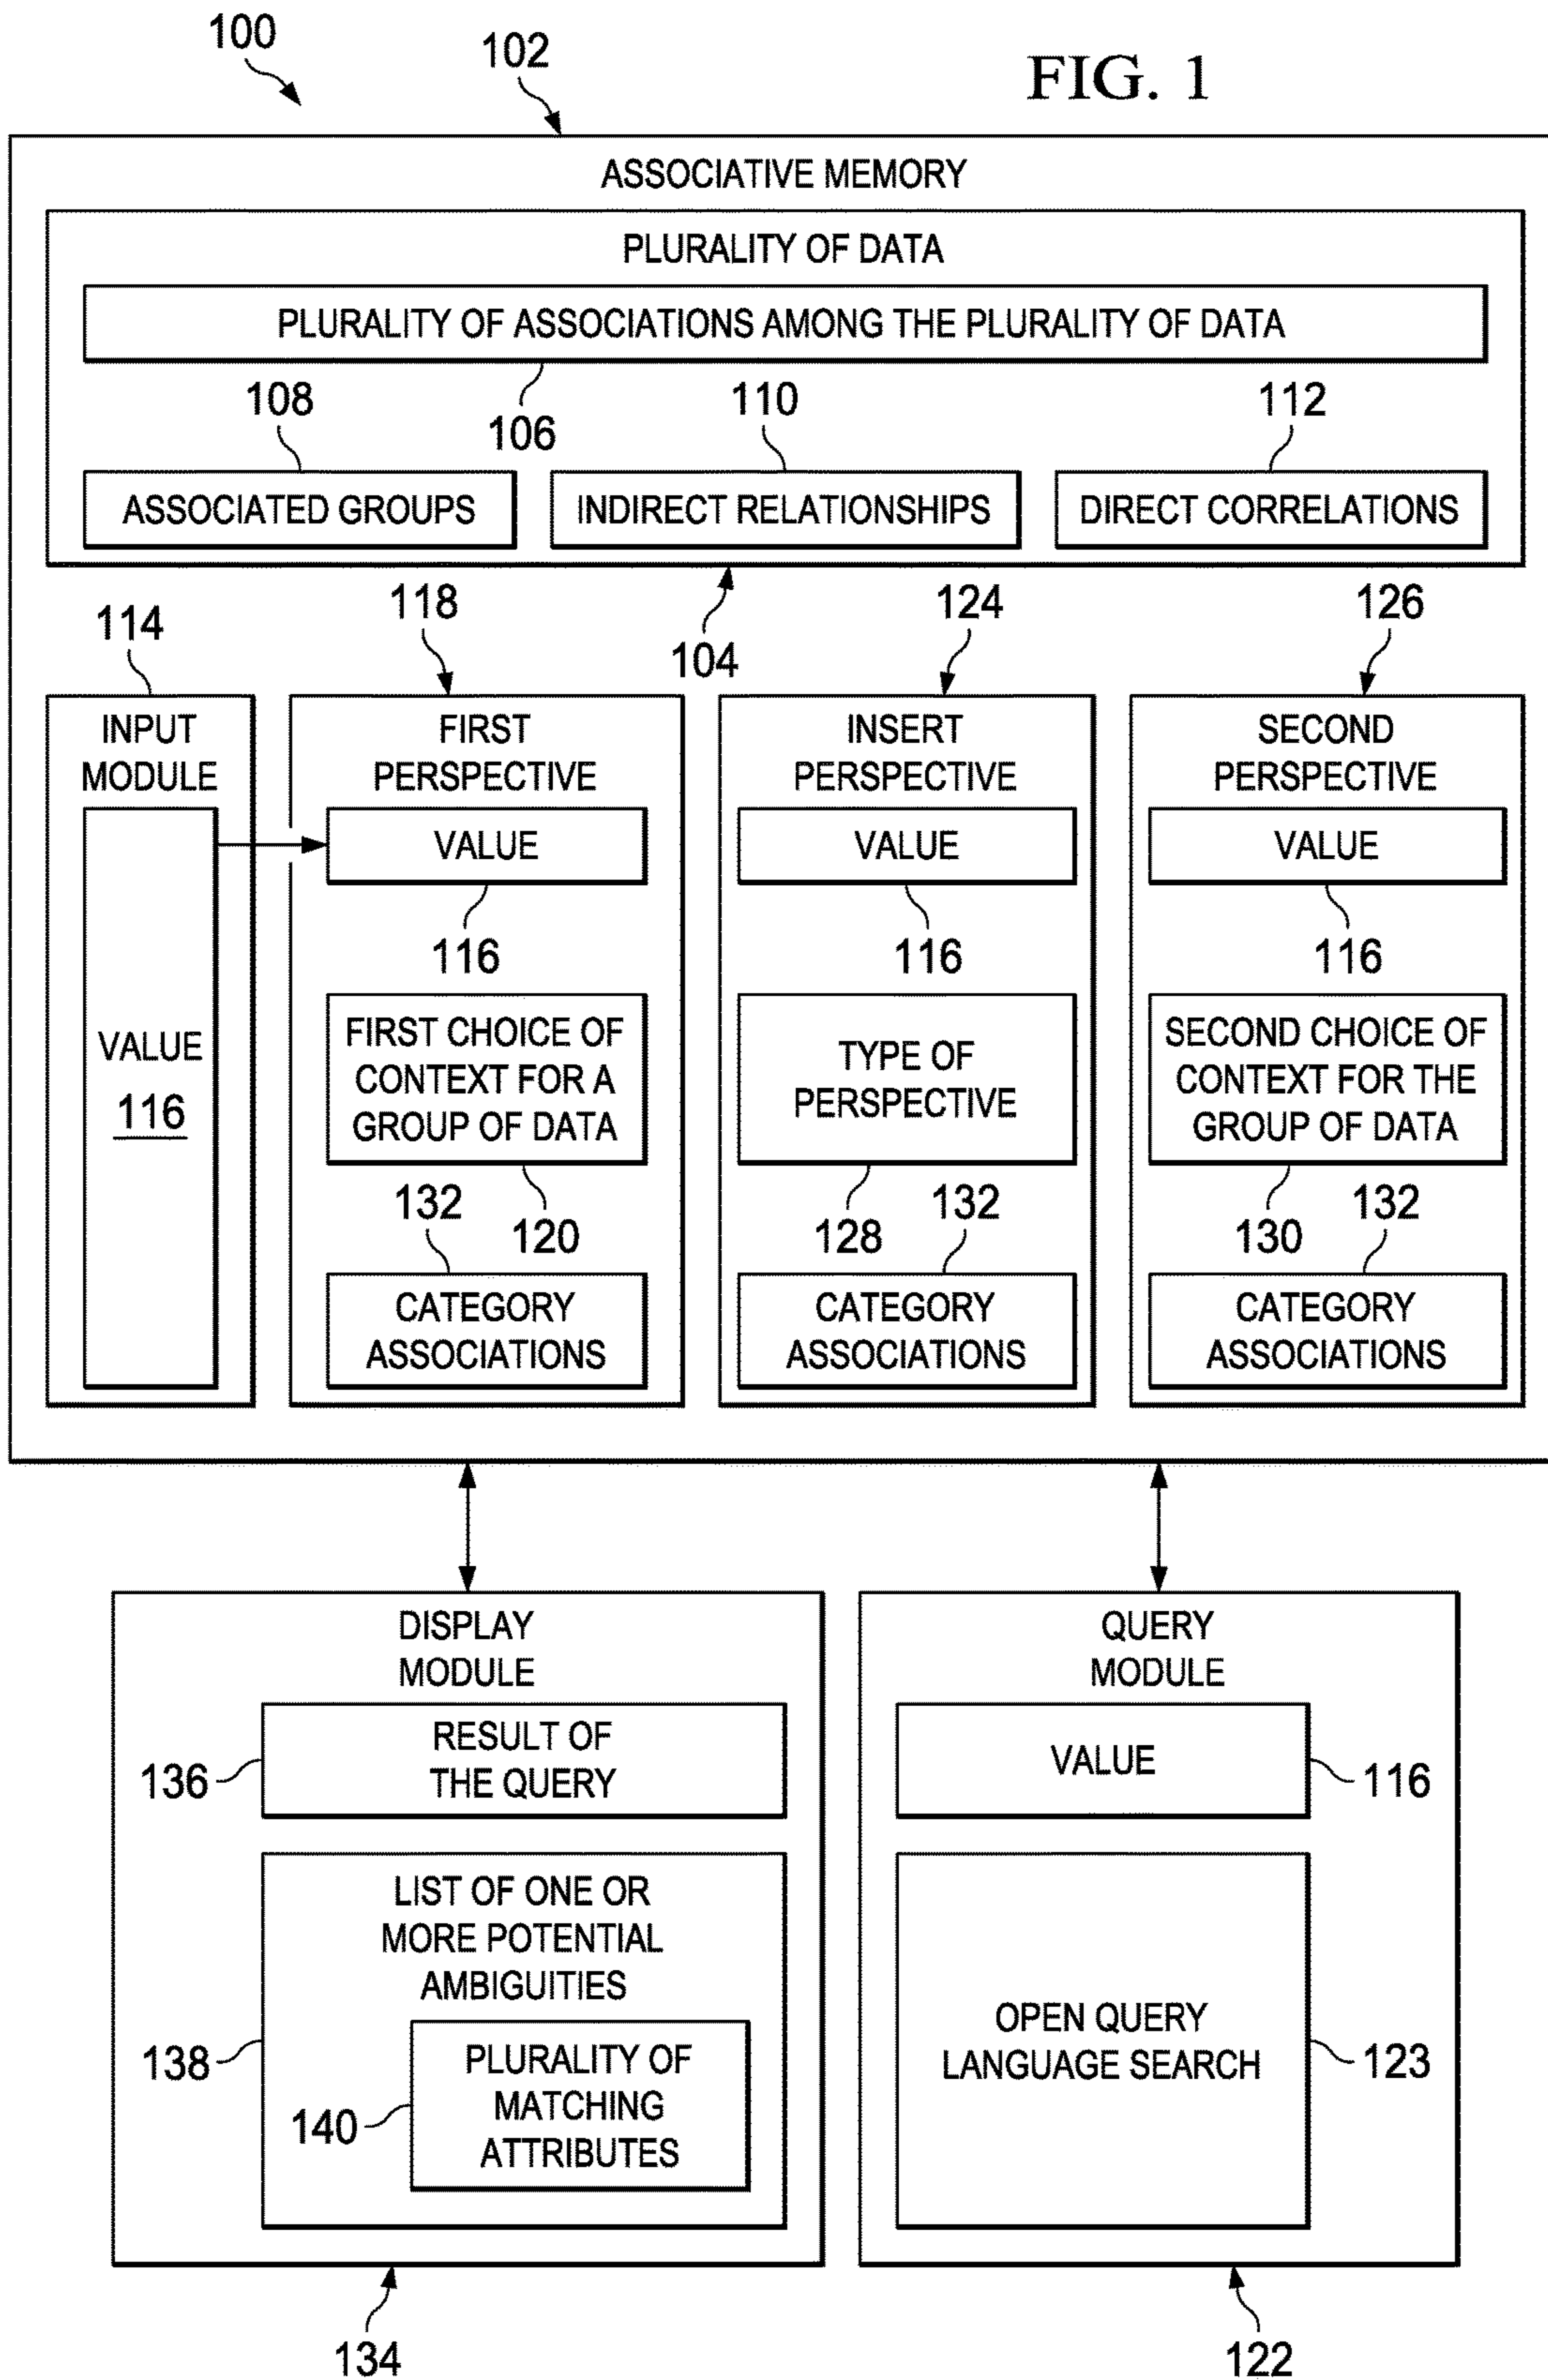 100
102
FIG. 1
ASSOCIATIVE MEMORY
PLURALITY OF DATA
PLURALITY OF ASSOCIATIONS AMONG THE PLURALITY OF DATA
108
106
110
112
ASSOCIATED GROUPS
INDIRECT RELATIONSHIPS
DIRECT CORRELATIONS
114
118
104
124
126
INPUT
MODULE
VALUE
116
FIRST
PERSPECTIVE
VALUE
116
FIRST CHOICE OF
CONTEXT FOR A
GROUP OF DATA
132
120
CATEGORY
ASSOCIATIONS
INSERT
PERSPECTIVE
VALUE
116
TYPE OF
PERSPECTIVE
128
132
CATEGORY
ASSOCIATIONS
SECOND
PERSPECTIVE
VALUE
116
SECOND CHOICE OF
CONTEXT FOR THE
GROUP OF DATA
130
132
CATEGORY
ASSOCIATIONS
DISPLAY
MODULE
RESULT OF
THE QUERY
136
LIST OF ONE OR
MORE POTENTIAL
AMBIGUITIES
138
PLURALITY OF
MATCHING
ATTRIBUTES
140
134
QUERY
MODULE
VALUE
116
OPEN QUERY
LANGUAGE SEARCH
123
122